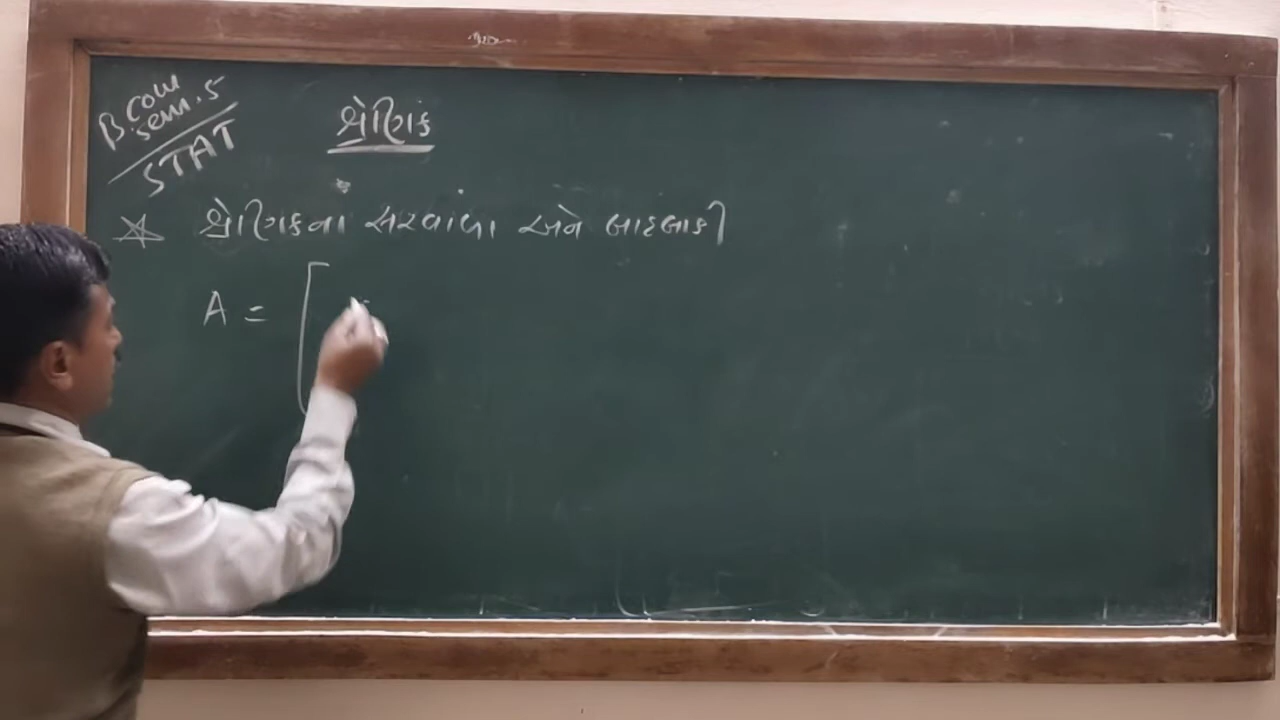 B.Com
sem. 5
STAT
શ્રેણિક
☆ શ્રેણિકના સરવાળા અને બાદબાકી
A = [